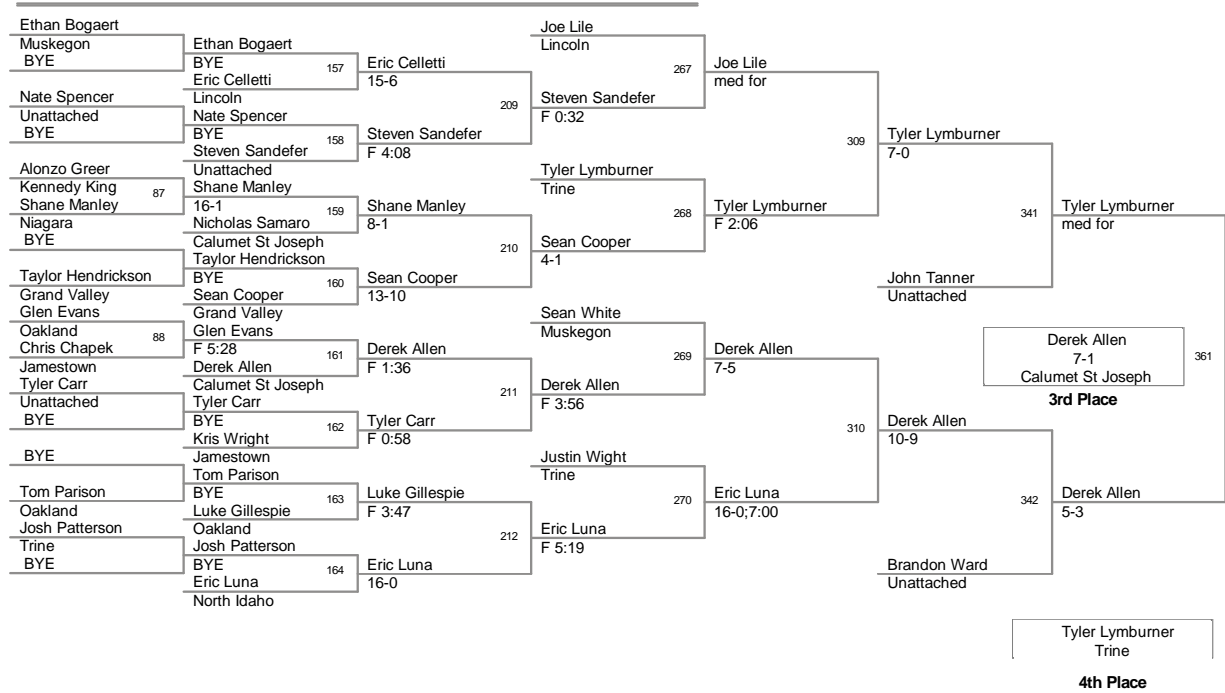 Ethan Bogaert
Muskegon
BYE
Nate Spencer
Unattached
BYE
Alonzo Greer
Kennedy King
87
Shane Manley
Niagara
BYE
Taylor Hendrickson
Grand Valley
Glen Evans
Oakland
88
Chris Chapek
Jamestown
Tyler Carr
Unattached
BYE
BYE
Tom Parison
Oakland
Josh Patterson
Trine
BYE
Ethan Bogaert
BYE
157
Eric Celletti
Lincoln
Nate Spencer
BYE
158
Steven Sandefer
Unattached
Shane Manley
16-1
159
Nicholas Samaro
Calumet St Joseph
Taylor Hendrickson
BYE
160
Sean Cooper
Grand Valley
Glen Evans
F 5:28
161
Derek Allen
Calumet St Joseph
Tyler Carr
BYE
162
Kris Wright
Jamestown
Tom Parison
BYE
163
Luke Gillespie
Oakland
Josh Patterson
BYE
164
Eric Luna
North Idaho
Eric Celletti
15-6
209
Steven Sandefer
F 4:08
Shane Manley
8-1
210
Sean Cooper
13-10
Derek Allen
F 1:36
211
Tyler Carr
F 0:58
Luke Gillespie
F 3:47
212
Eric Luna
16-0
Joe Lile
Lincoln
267
Steven Sandefer
F 0:32
Tyler Lymburner
Trine
268
Sean Cooper
4-1
Sean White
Muskegon
269
Derek Allen
F 3:56
Justin Wight
Trine
270
Eric Luna
F 5:19
Joe Lile
med for
309
Tyler Lymburner
F 2:06
Derek Allen
7-5
310
Eric Luna
16-0;7:00
Tyler Lymburner
7-0
341
John Tanner
Unattached
Derek Allen
10-9
342
Brandon Ward
Unattached
Tyler Lymburner
med for
361
Derek Allen
5-3
Derek Allen
7-1
Calumet St Joseph
3rd Place
Tyler Lymburner
Trine
4th Place